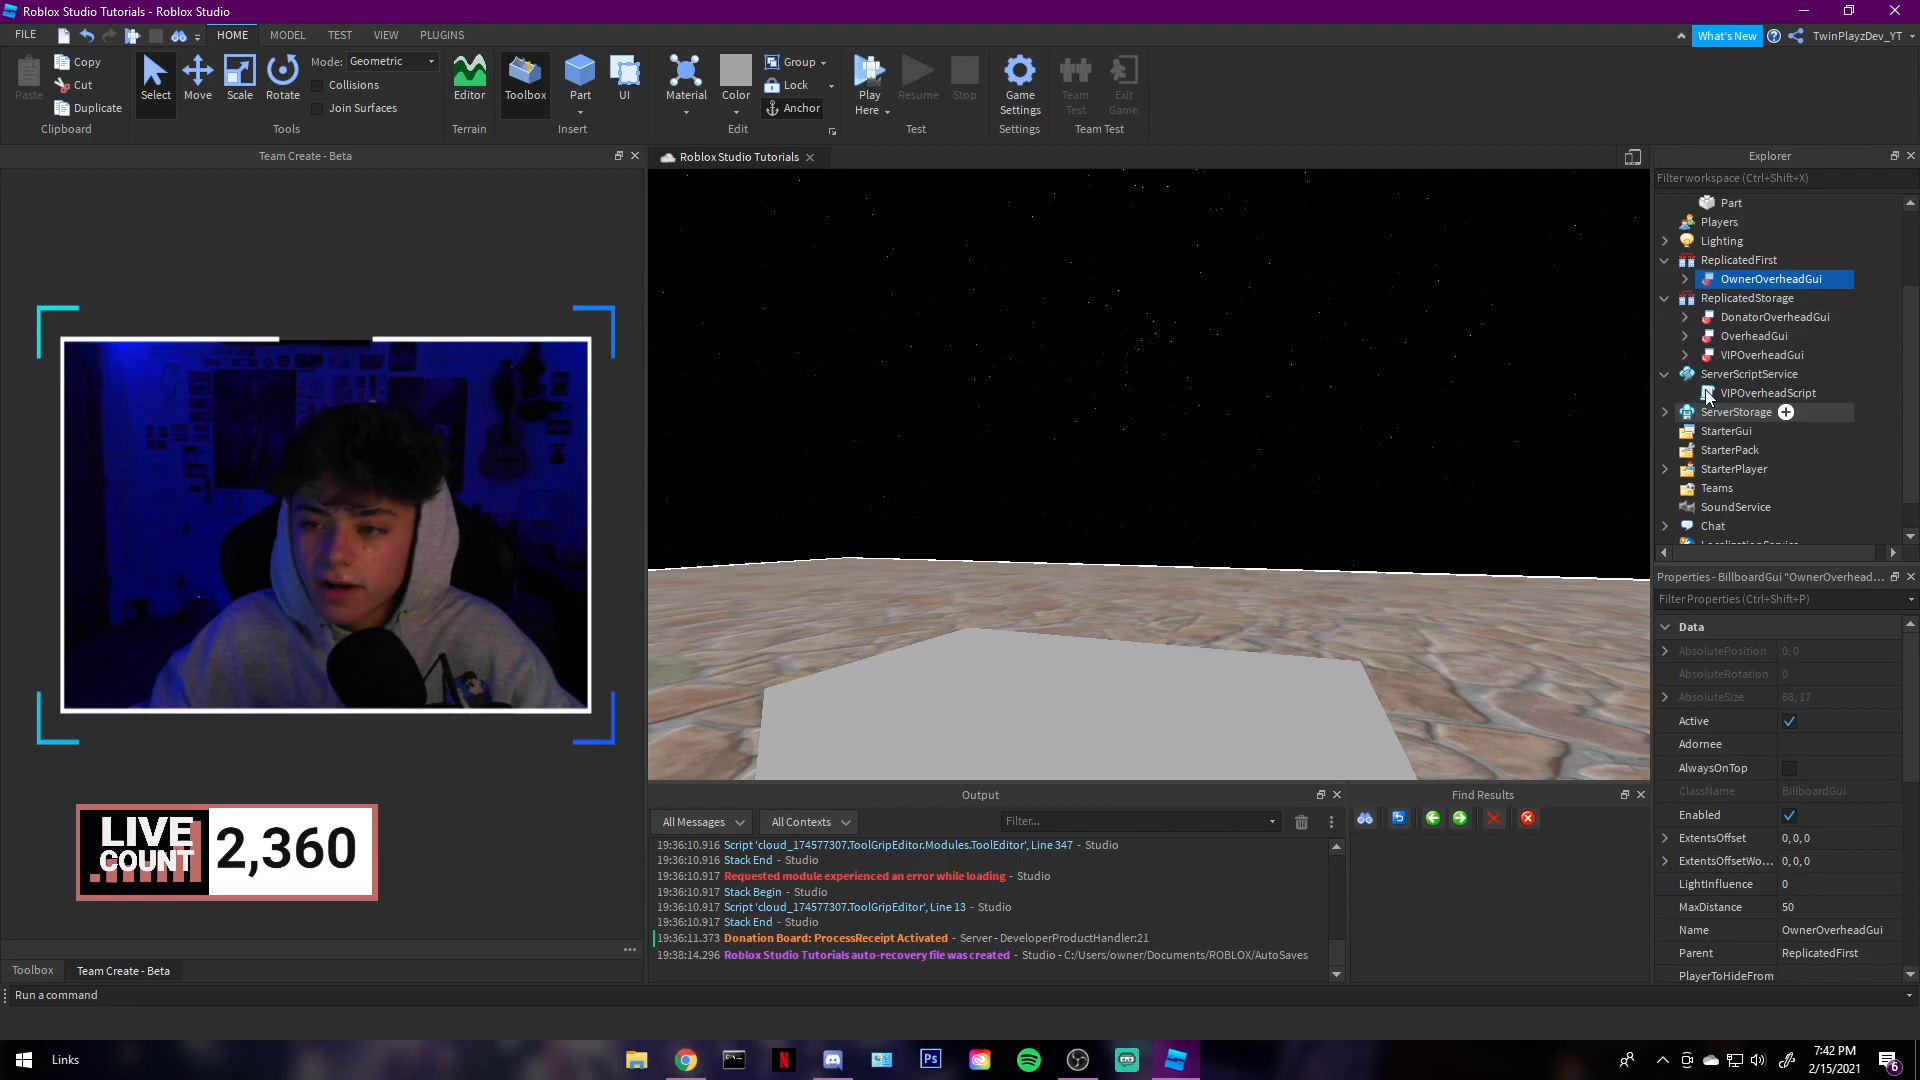 Roblox Studio Tutorials - Roblox Studio
FILE HOME MODEL TEST VIEW PLUGINS What's New TwinPlayzDev_YT
Paste Copy Cut Duplicate
Select Move Scale Rotate
Mode: Geometric
Collisions
Join Surfaces
Editor Toolbox Part UI
Material Color Group Lock Anchor
Play Here Resume Stop
Game Settings Team Test Exit Game
Clipboard Tools Terrain Insert Edit Test Settings Team Test
Team Create - Beta
Roblox Studio Tutorials
Explorer
Filter workspace (Ctrl+Shift+X)
Part
Players
Lighting
ReplicatedFirst
OwnerOverheadGui
ReplicatedStorage
DonatorOverheadGui
OverheadGui
VIPOverheadGui
ServerScriptService
VIPOverheadScript
ServerStorage
StarterGui
StarterPack
StarterPlayer
Teams
SoundService
Chat
LocalizationService
Properties - BillboardGui "OwnerOverhead...
Filter Properties (Ctrl+Shift+P)
Data
AbsolutePosition 0, 0
AbsoluteRotation 0
AbsoluteSize 68, 17
Active
Adornee
AlwaysOnTop
ClassName BillboardGui
Enabled
ExtentsOffset 0, 0, 0
ExtentsOffsetWo... 0, 0, 0
LightInfluence 0
MaxDistance 50
Name OwnerOverheadGui
Parent ReplicatedFirst
PlayerToHideFrom
LIVE
COUNT
2,360
Output
All Messages All Contexts Filter...
19:36:10.916 Script 'cloud_174577307.ToolGripEditor.Modules.ToolEditor', Line 347 - Studio
19:36:10.916 Stack End - Studio
19:36:10.917 Requested module experienced an error while loading - Studio
19:36:10.917 Stack Begin - Studio
19:36:10.917 Script 'cloud_174577307.ToolGripEditor', Line 13 - Studio
19:36:10.917 Stack End - Studio
19:36:11.373 Donation Board: ProcessReceipt Activated - Server - DeveloperProductHandler:21
19:38:14.296 Roblox Studio Tutorials auto-recovery file was created - Studio - C:/Users/owner/Documents/ROBLOX/AutoSaves
Find Results
Toolbox Team Create - Beta
Run a command
Links
N
Ps
7:42 PM
2/15/2021
6